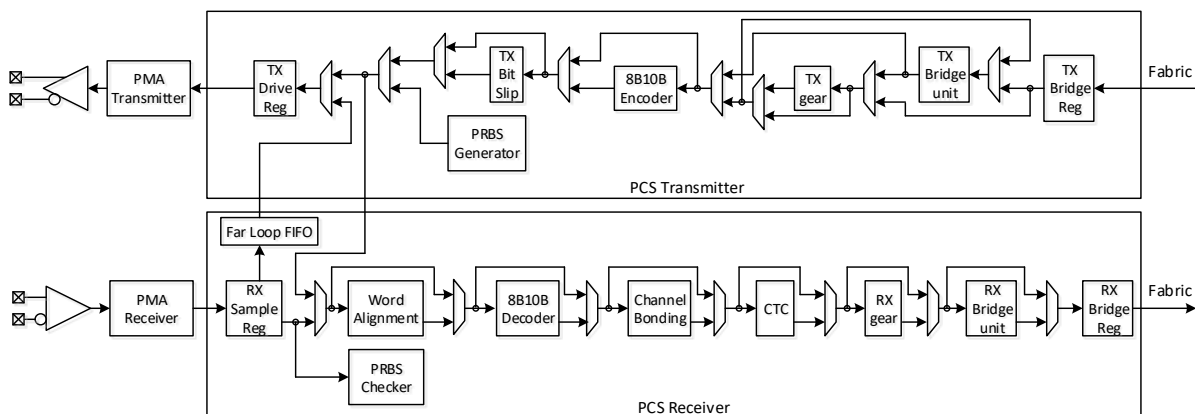 PMA
Transmitter
TX
Drive
Reg
TX
Bit
Slip
PRBS
Generator
8B10B
Encoder
TX
gear
TX
Bridge
unit
TX
Bridge
Reg
Fabric
PCS Transmitter
Far Loop FIFO
PMA
Receiver
RX
Sample
Reg
Word
Alignment
PRBS
Checker
8B10B
Decoder
Channel
Bonding
CTC
RX
gear
RX
Bridge
unit
RX
Bridge
Reg
Fabric
PCS Receiver